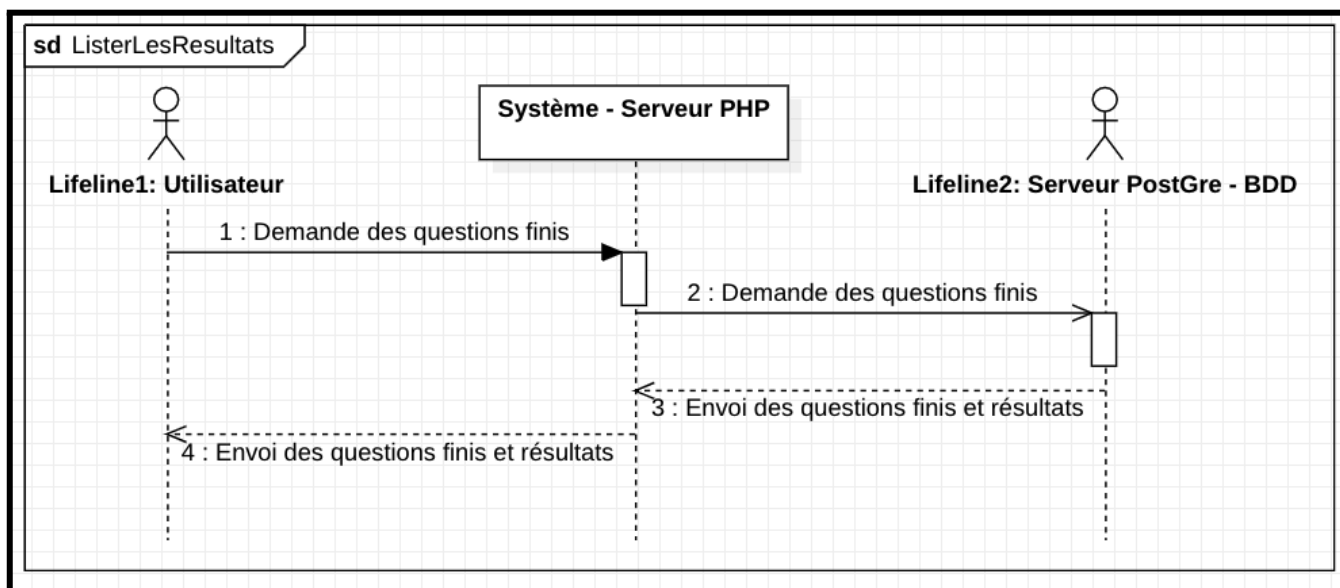 sd ListerLesResultats
Système - Serveur PHP
Lifeline1: Utilisateur
Lifeline2: Serveur PostGre - BDD
1 : Demande des questions finis
2 : Demande des questions finis
3 : Envoi des questions finis et résultats
4 : Envoi des questions finis et résultats